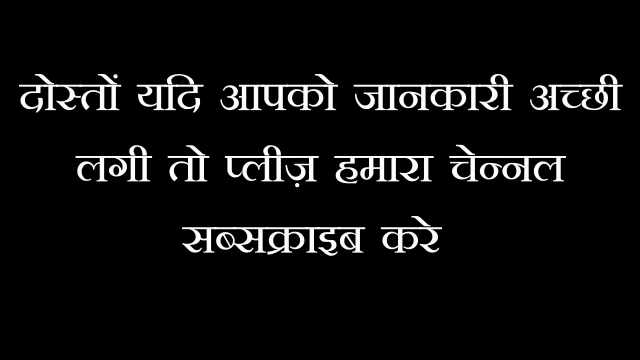 दोस्तों यदि आपको जानकारी अच्छी
लगी तो प्लीज़ हमारा चेन्नल
सब्सक्राइब करे